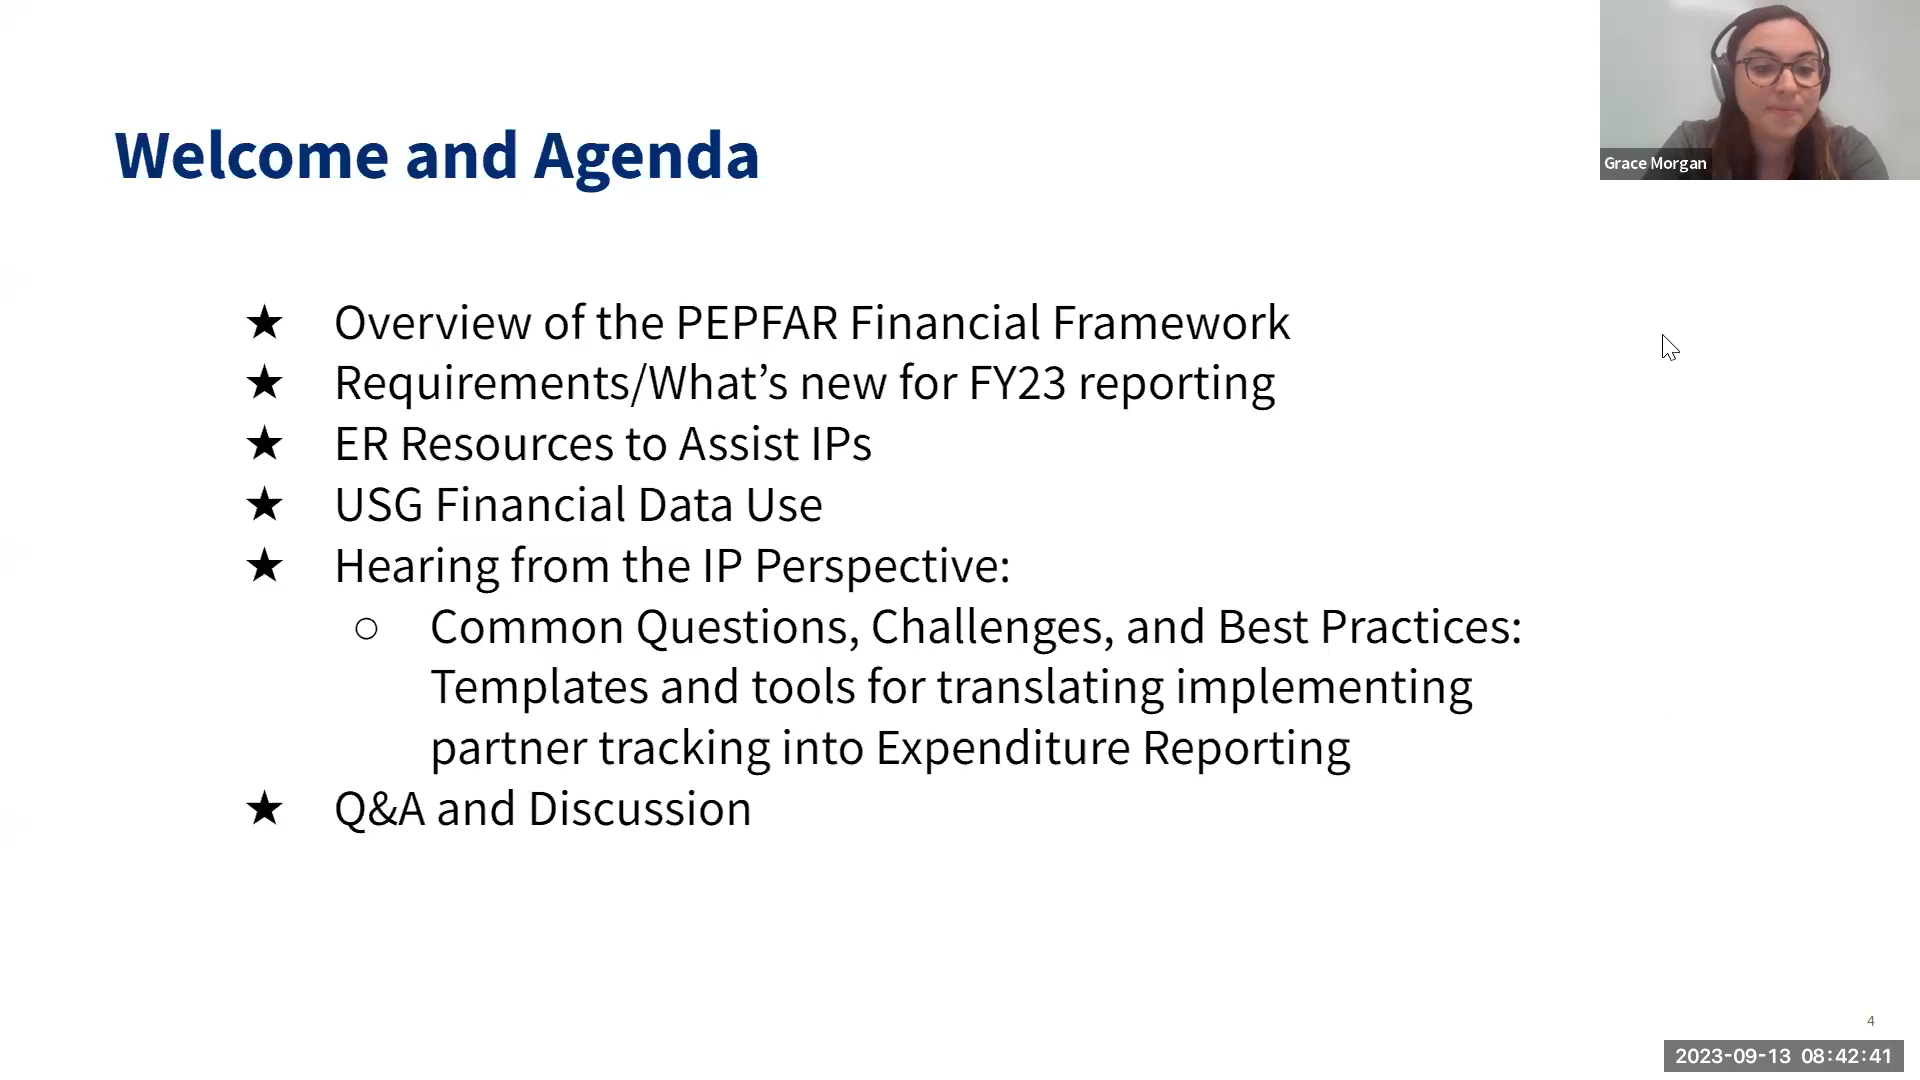 Grace Morgan
Welcome and Agenda
★ Overview of the PEPFAR Financial Framework
★ Requirements/What’s new for FY23 reporting
★ ER Resources to Assist IPs
★ USG Financial Data Use
★ Hearing from the IP Perspective:
○ Common Questions, Challenges, and Best Practices:
Templates and tools for translating implementing
partner tracking into Expenditure Reporting
★ Q&A and Discussion
4
2023-09-13 08:42:41